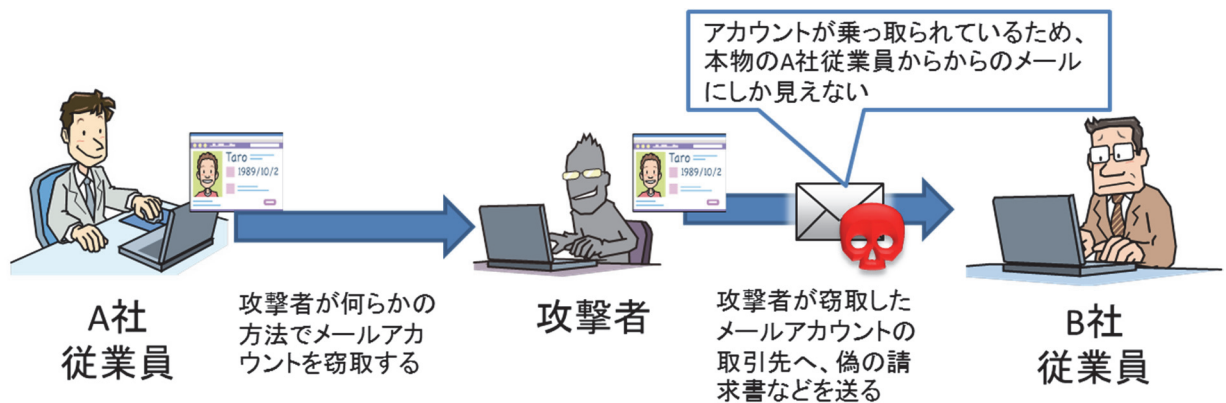 アカウントが乗っ取られているため、
本物のA社従業員からからのメール
にしか見えない
Taro
1989/10/2
Taro
1989/10/2
A社
従業員
攻撃者が何らかの
方法でメールアカ
ウントを窃取する
攻撃者
攻撃者が窃取した
メールアカウントの
取引先へ、偽の請
求書などを送る
B社
従業員